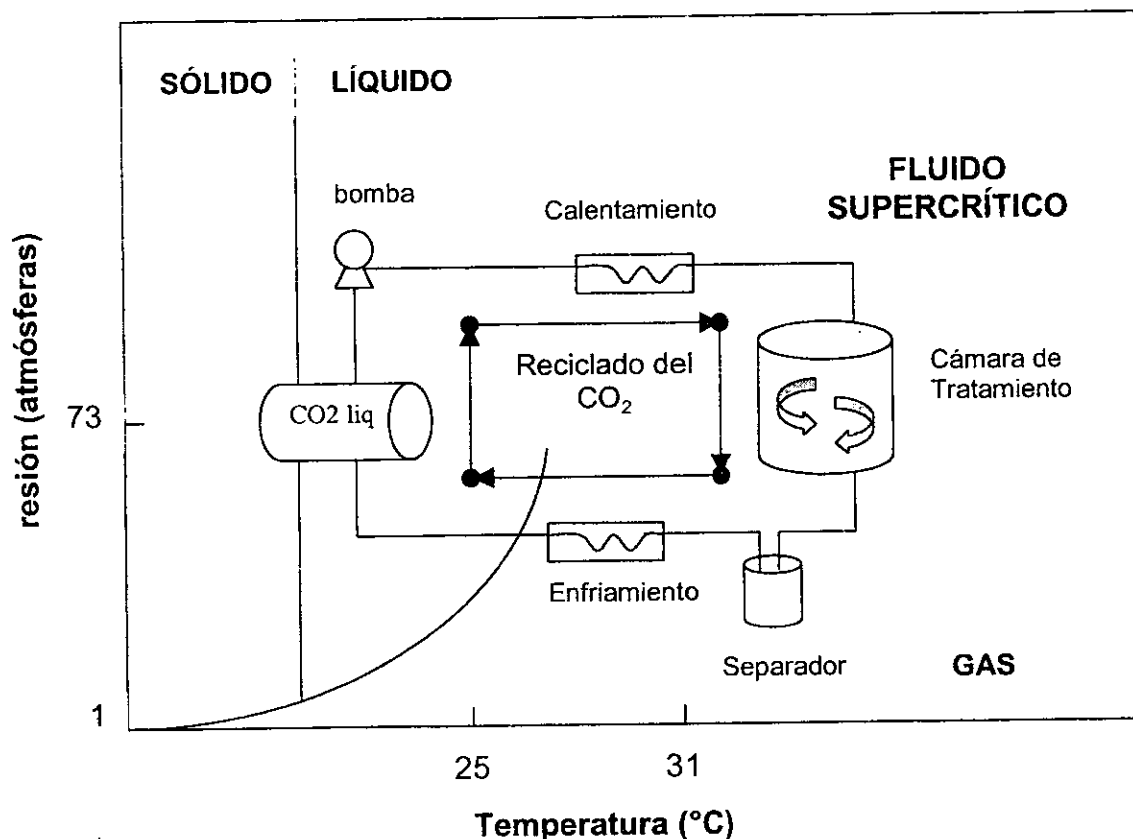 SÓLIDO
LÍQUIDO
FLUIDO
SUPERCRÍTICO
bomba
Calentamiento
Reciclado del
CO₂
Cámara de
Tratamiento
CO2 liq
resión (atmósferas)
73
Enfriamiento
Separador
GAS
1
25
31
Temperatura (°C)